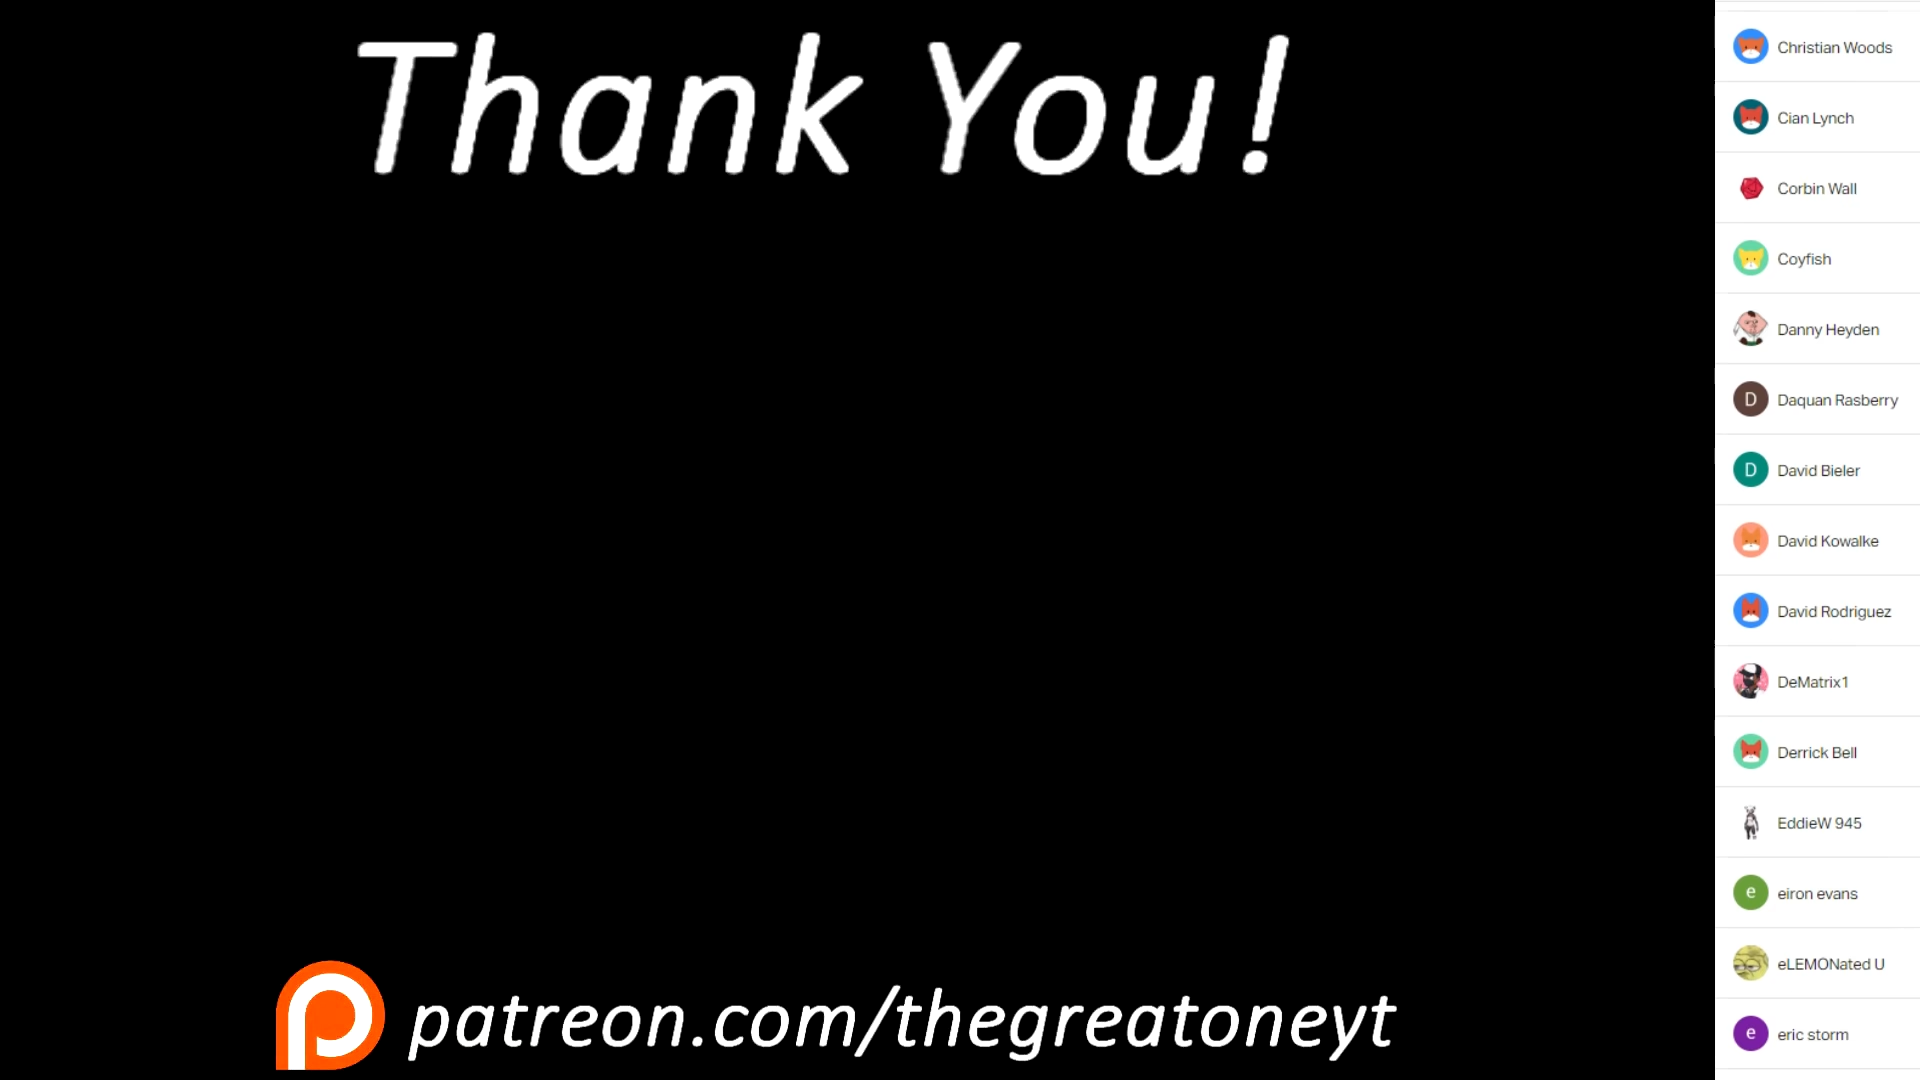 Thank You!
Christian Woods
Cian Lynch
Corbin Wall
Coyfish
Danny Heyden
D
Daquan Rasberry
D
David Bieler
David Kowalke
David Rodriguez
DeMatrix1
Derrick Bell
EddieW 945
e
eiron evans
eLEMONated U
e
eric storm
patreon.com/thegreatoneyt